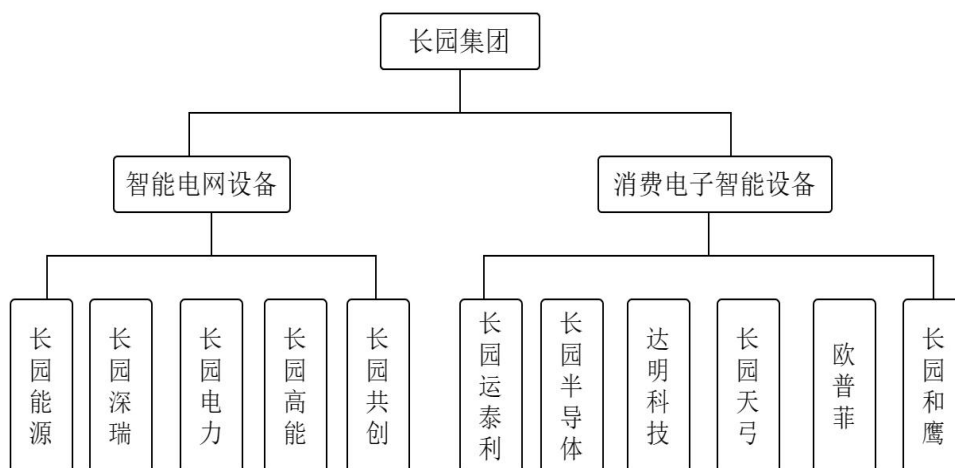 长园集团
智能电网设备
消费电子智能设备
长园能源
长园深瑞
长园电力
长园高能
长园共创
长园运泰利
长园半导体
达明科技
长园天弓
欧普菲
长园和鹰